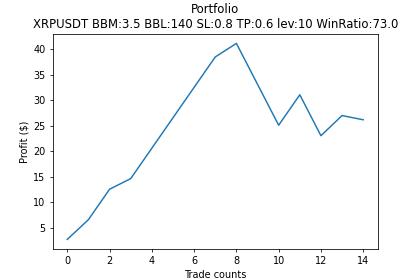 Portfolio
XRPUSDT BBM:3.5 BBL:140 SL:0.8 TP:0.6 lev:10 WinRatio:73.0
40
35
30
25
20
15
10
5
Profit ($)
0 2 4 6 8 10 12 14
Trade counts